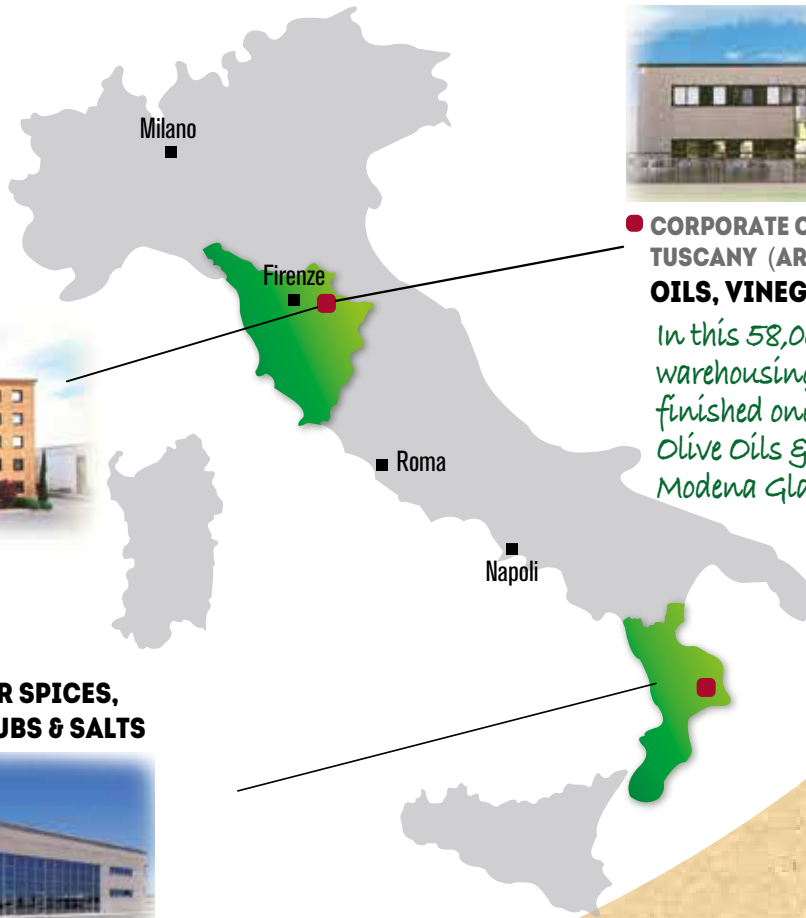 Milano
CORPORATE
TUSCANY (AR
OILS, VINEG
Firenze
In this 58,0
warehousing
finished on
Olive Oils &
Modena Gla
Roma
Napoli
R SPICES,
UBS & SALTS